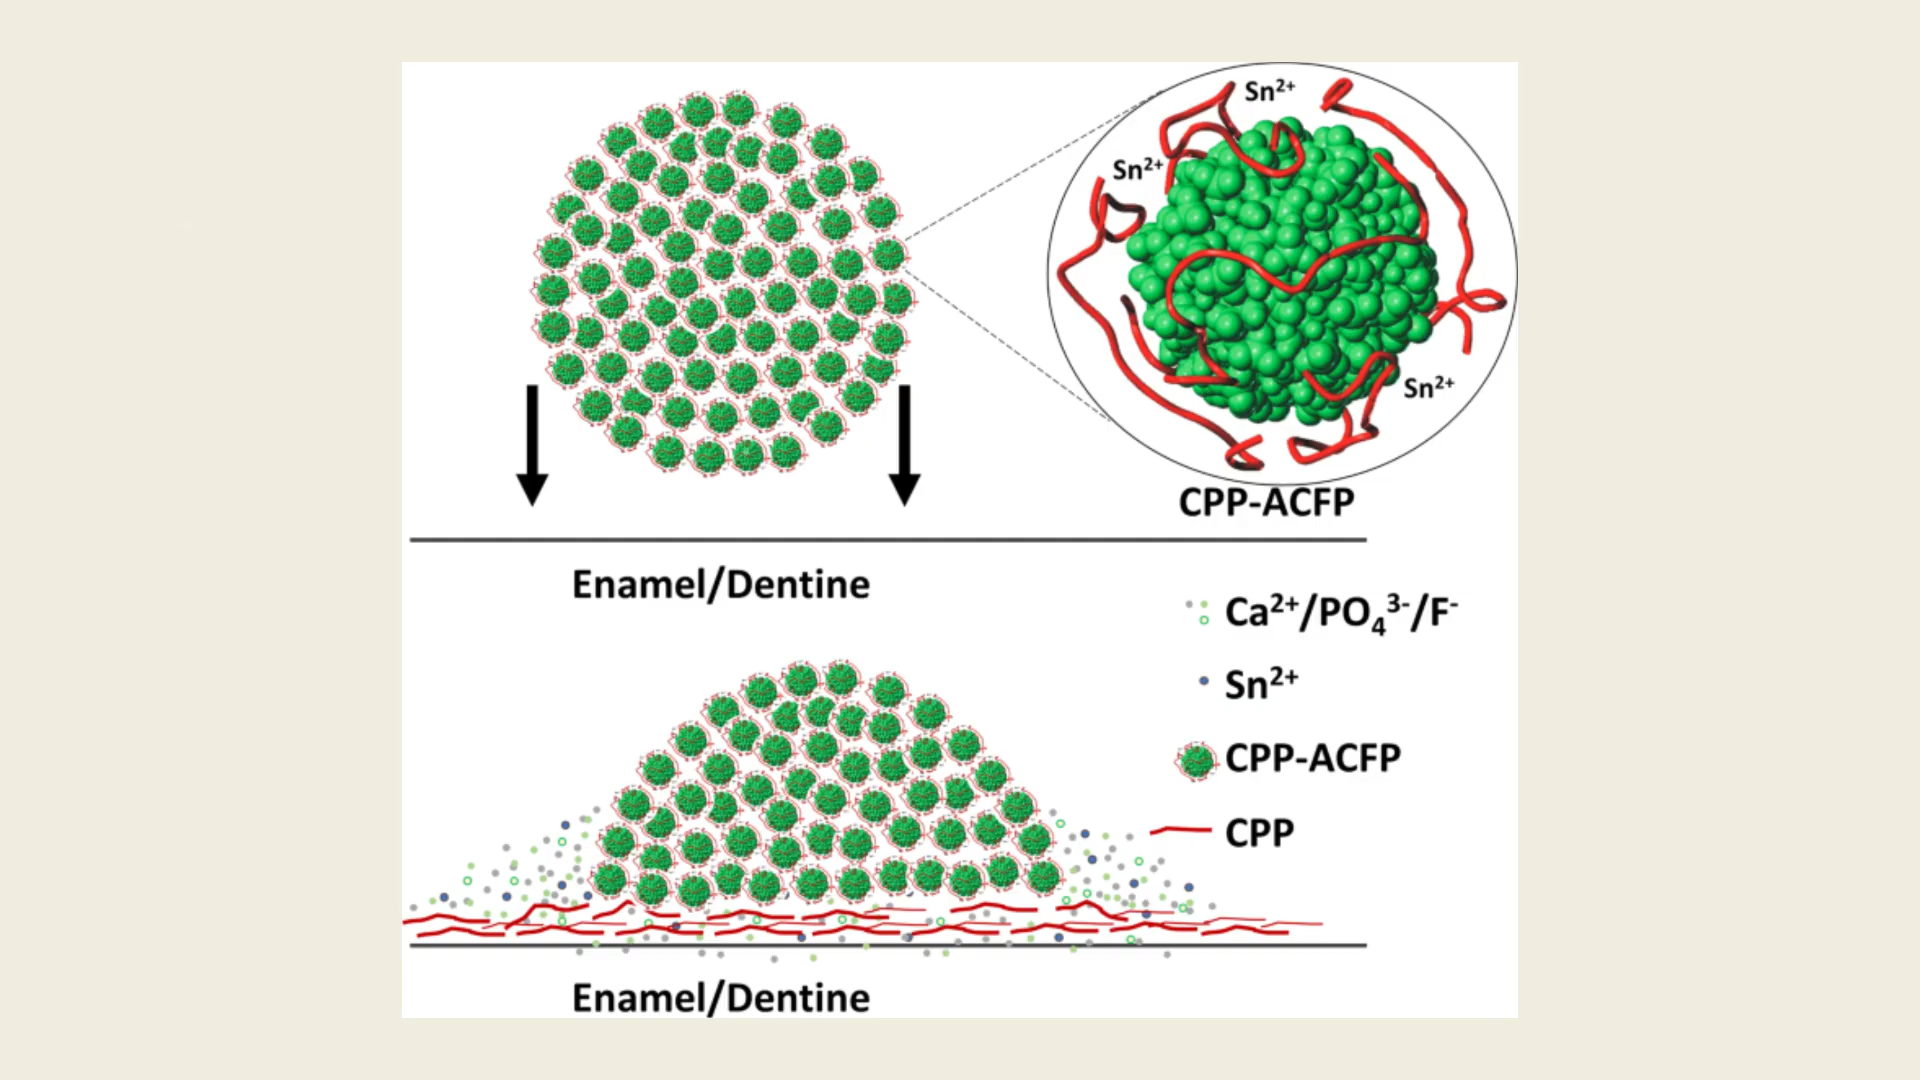 Sn²⁺
Sn²⁺
Sn²⁺
CPP-ACFP
Enamel/Dentine
Ca²⁺/PO₄³⁻/F⁻
Sn²⁺
CPP-ACFP
CPP
Enamel/Dentine